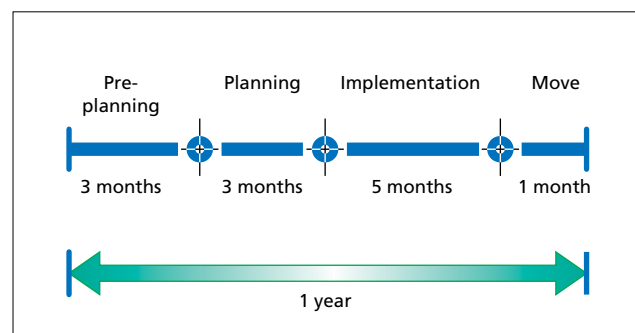 Pre-
planning
Planning
Implementation
Move
3 months
3 months
5 months
1 month
1 year